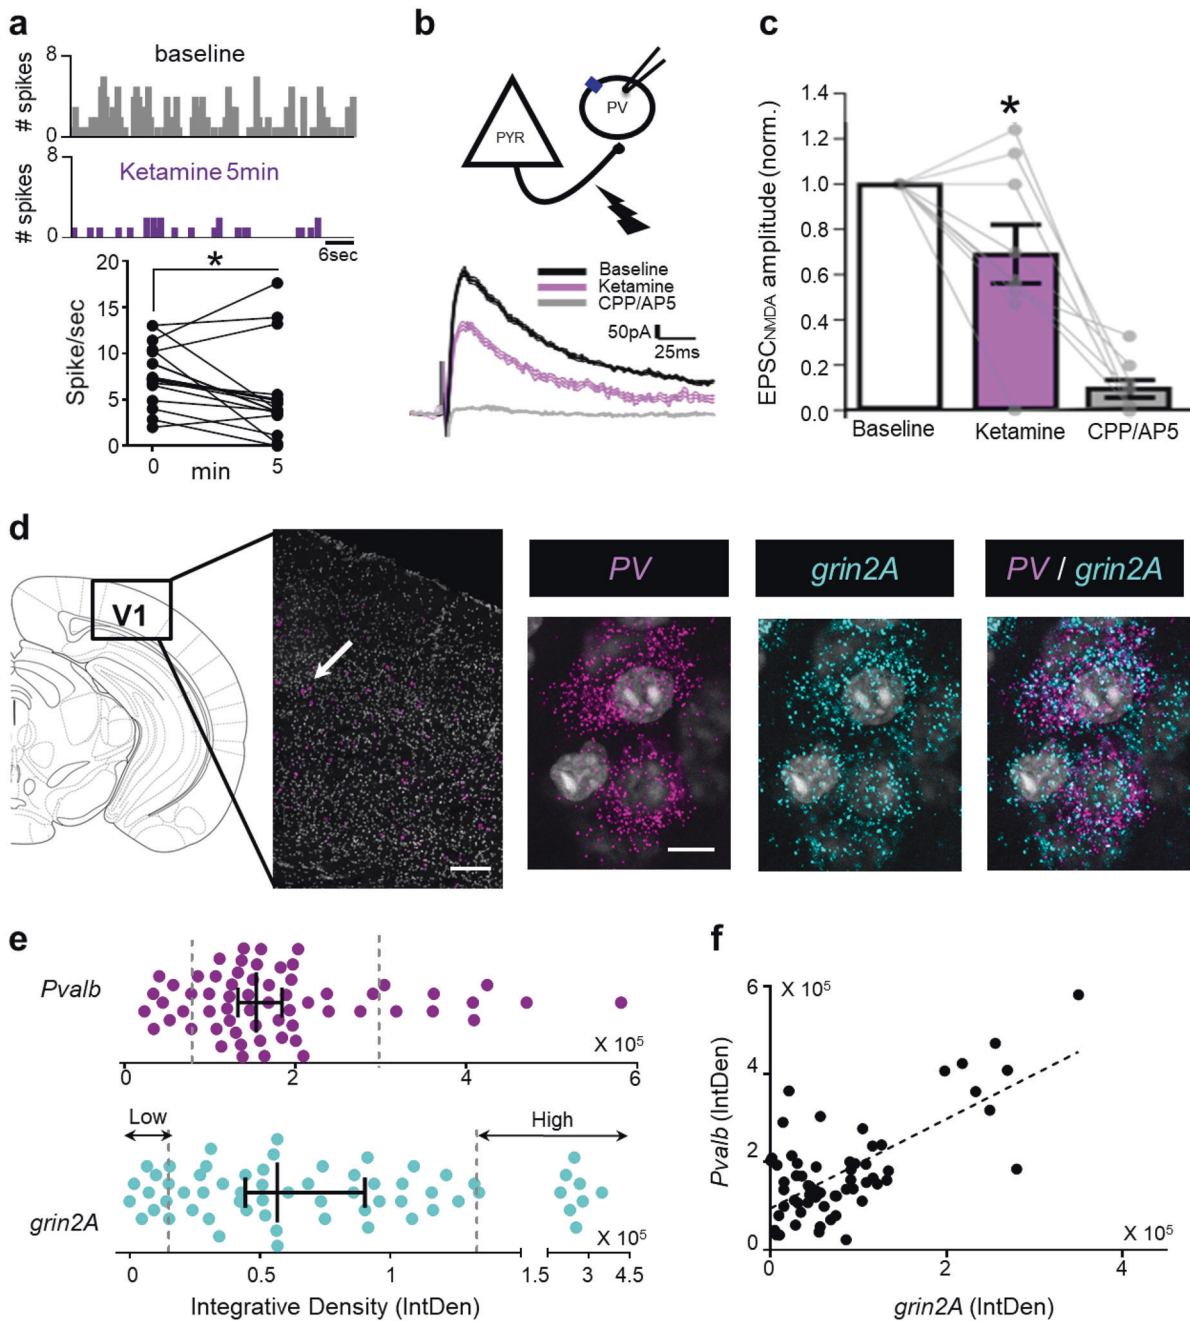 a
baseline
# spikes
8
0
Ketamine 5min
# spikes
8
0
6sec
*
Spike/sec
20
15
10
5
0
0
5
min
b
PYR
PV
Baseline
Ketamine
CPP/AP5
50pA
25ms
c
*
EPSCNMDA amplitude (norm.)
1.4
1.2
1.0
0.8
0.6
0.4
0.2
0.0
Baseline
Ketamine
CPP/AP5
d
V1
PV
grin2A
PV / grin2A
e
Pvalb
X 10⁵
0
2
4
6
Low
High
grin2A
X 10⁵
0
0.5
1
1.5
3
4.5
Integrative Density (IntDen)
f
X 10⁵
Pvalb (IntDen)
6
4
2
0
X 10⁵
0
2
4
grin2A (IntDen)